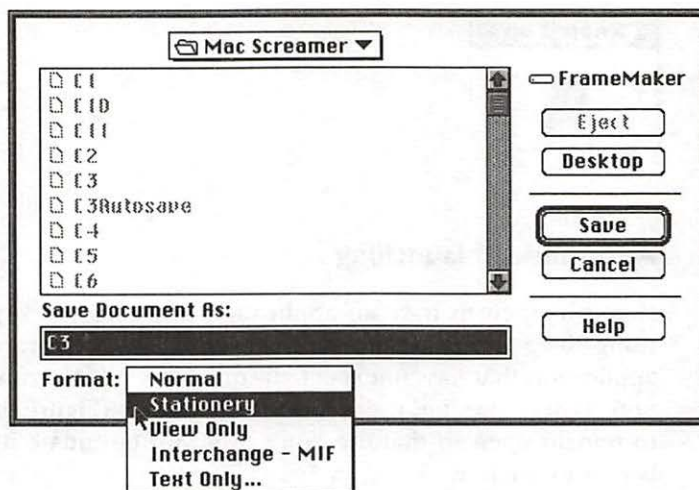 Mac Screamer
C1
C10
C11
C2
C3
C3Autosave
C4
C5
C6
FrameMaker
Eject
Desktop
Save
Cancel
Help
Save Document As:
C3
Format:
Normal
Stationery
View Only
Interchange - MIF
Text Only...